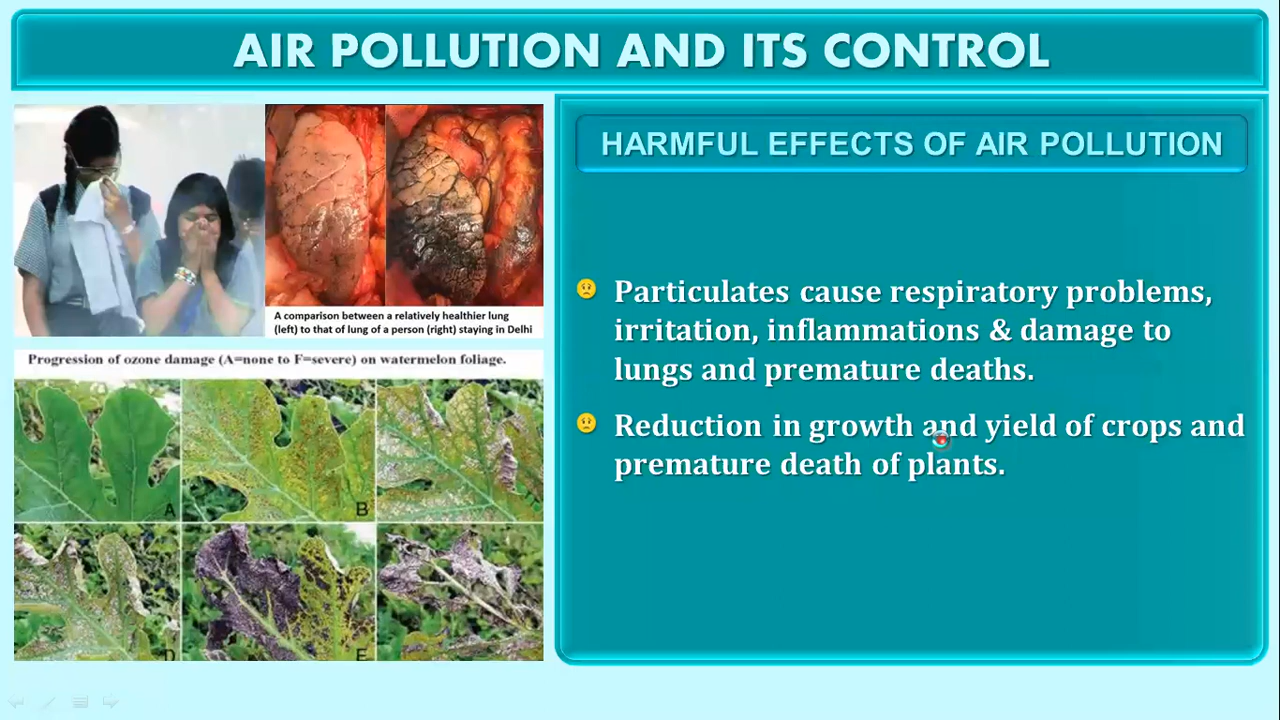 AIR POLLUTION AND ITS CONTROL
A comparison between a relatively healthier lung
(left) to that of lung of a person (right) staying in Delhi
Progression of ozone damage (A=none to F=severe) on watermelon foliage.
A
B
D
E
HARMFUL EFFECTS OF AIR POLLUTION
Particulates cause respiratory problems,
irritation, inflammations & damage to
lungs and premature deaths.
Reduction in growth and yield of crops and
premature death of plants.